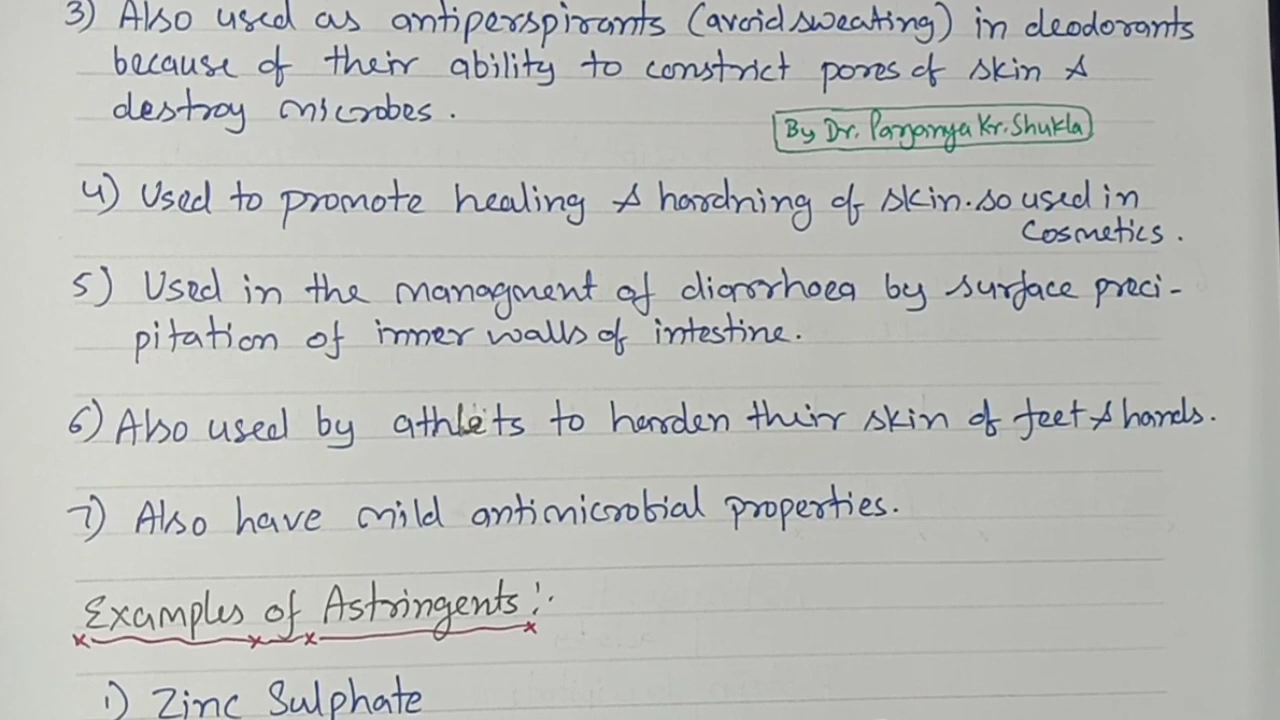 3) Also used as antiperspirants (avoid sweating) in deodorants
because of their ability to constrict pores of skin &
destroy microbes.
By Dr. Parjanya Kr. Shukla
4) Used to promote healing & hardning of skin. so used in
Cosmetics.
5) Used in the managment of diarrhoea by surface preci-
pitation of inner walls of intestine.
6) Also used by athlets to harden their skin of feet & hands.
7) Also have mild antimicrobial properties.
Examples of Astringents:-
i) Zinc Sulphate